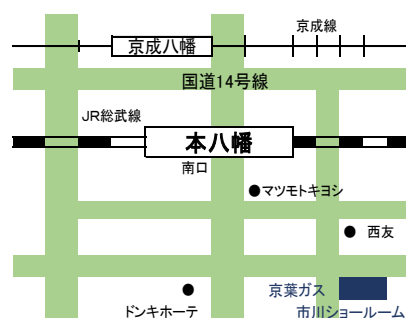 京成線
京成八幡
国道14号線
JR総武線
本八幡
南口
マツモトキヨシ
西友
京葉ガス
市川ショールーム
ドンキホーテ